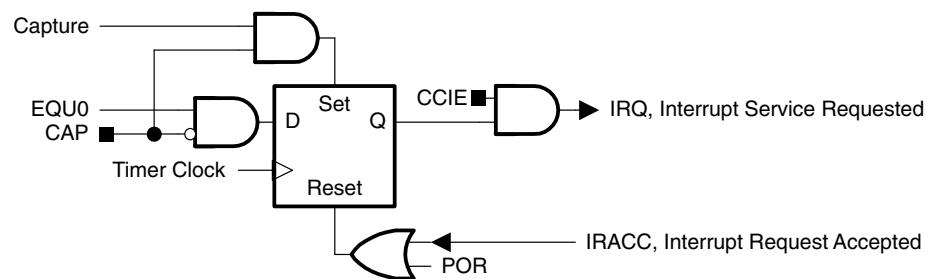 Capture
EQU0
CAP
Timer Clock
Set
D
Q
Reset
CCIE
IRQ, Interrupt Service Requested
IRACC, Interrupt Request Accepted
POR